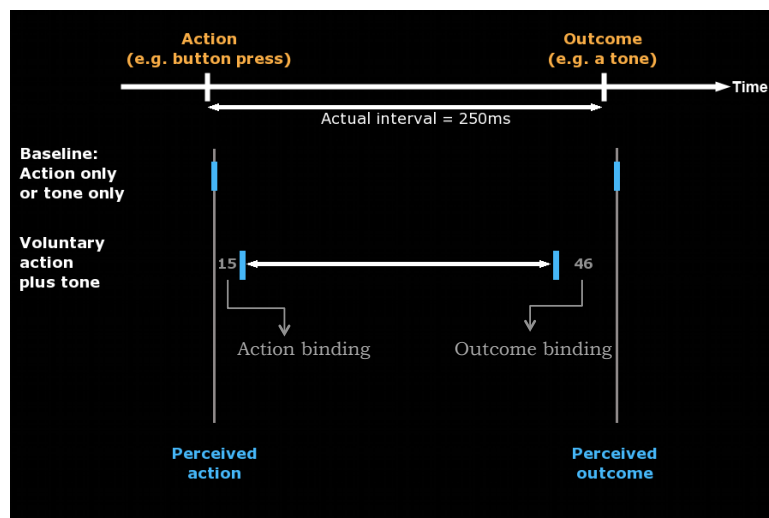 Action
(e.g. button press)
Outcome
(e.g. a tone)
Time
Actual interval = 250ms
Baseline:
Action only
or tone only
Voluntary
action
plus tone
15
46
Action binding
Outcome binding
Perceived
action
Perceived
outcome